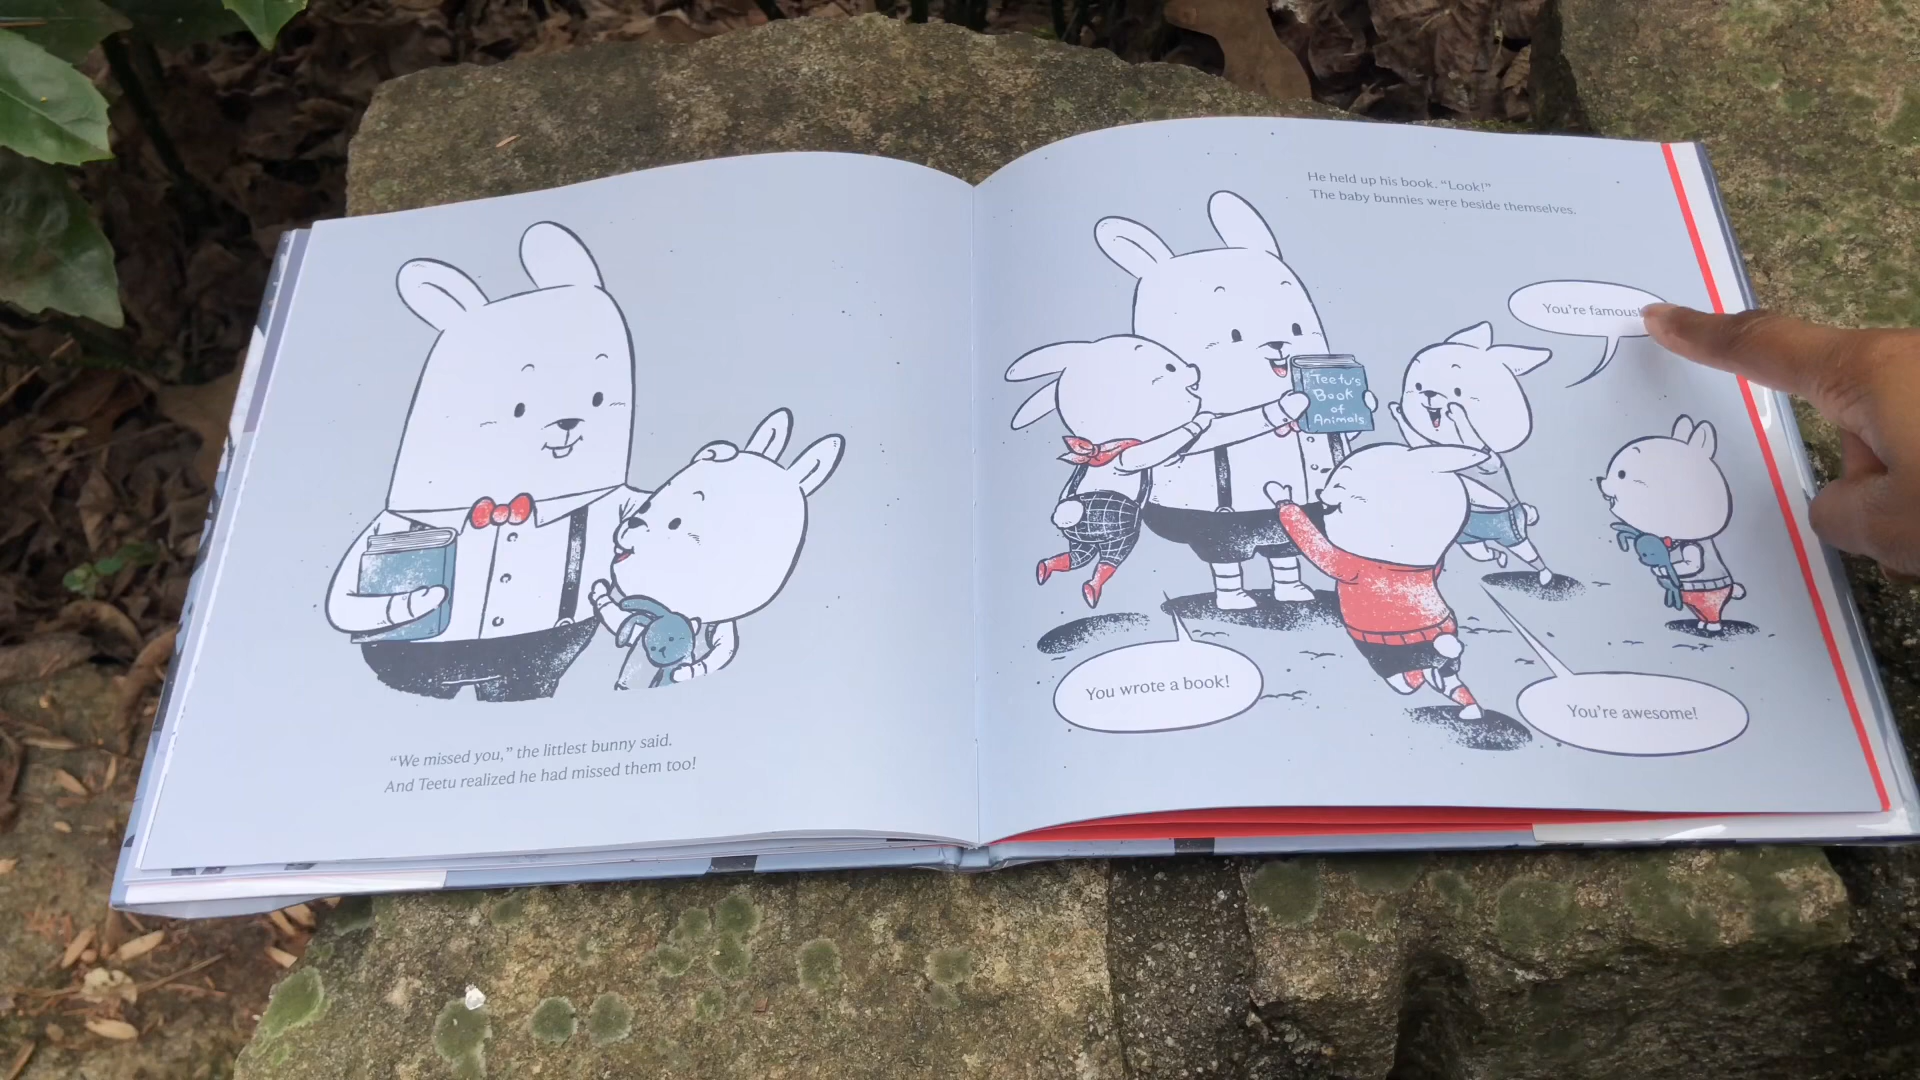 “We missed you,” the littlest bunny said.
And Teetu realized he had missed them too!
He held up his book. “Look!”
The baby bunnies were beside themselves.
You're famous!
Teetu's
Book
of
Animals
You wrote a book!
You're awesome!